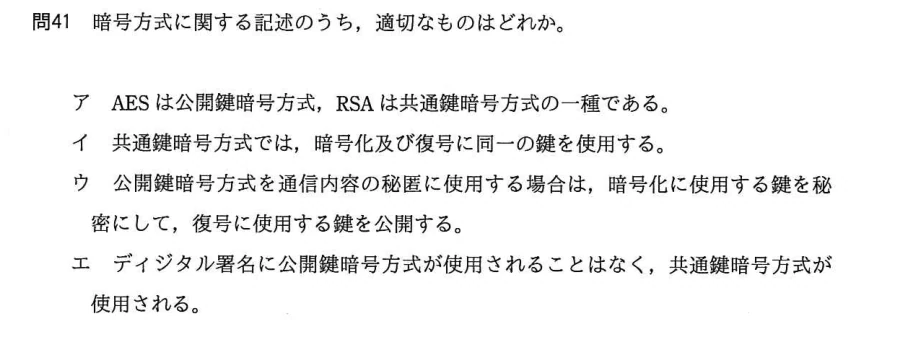 問41 暗号方式に関する記述のうち，適切なものはどれか。
ア AESは公開鍵暗号方式，RSAは共通鍵暗号方式の一種である。
イ 共通鍵暗号方式では，暗号化及び復号に同一の鍵を使用する。
ウ 公開鍵暗号方式を通信内容の秘匿に使用する場合は，暗号化に使用する鍵を秘
密にして，復号に使用する鍵を公開する。
エ ディジタル署名に公開鍵暗号方式が使用されることはなく，共通鍵暗号方式が
使用される。